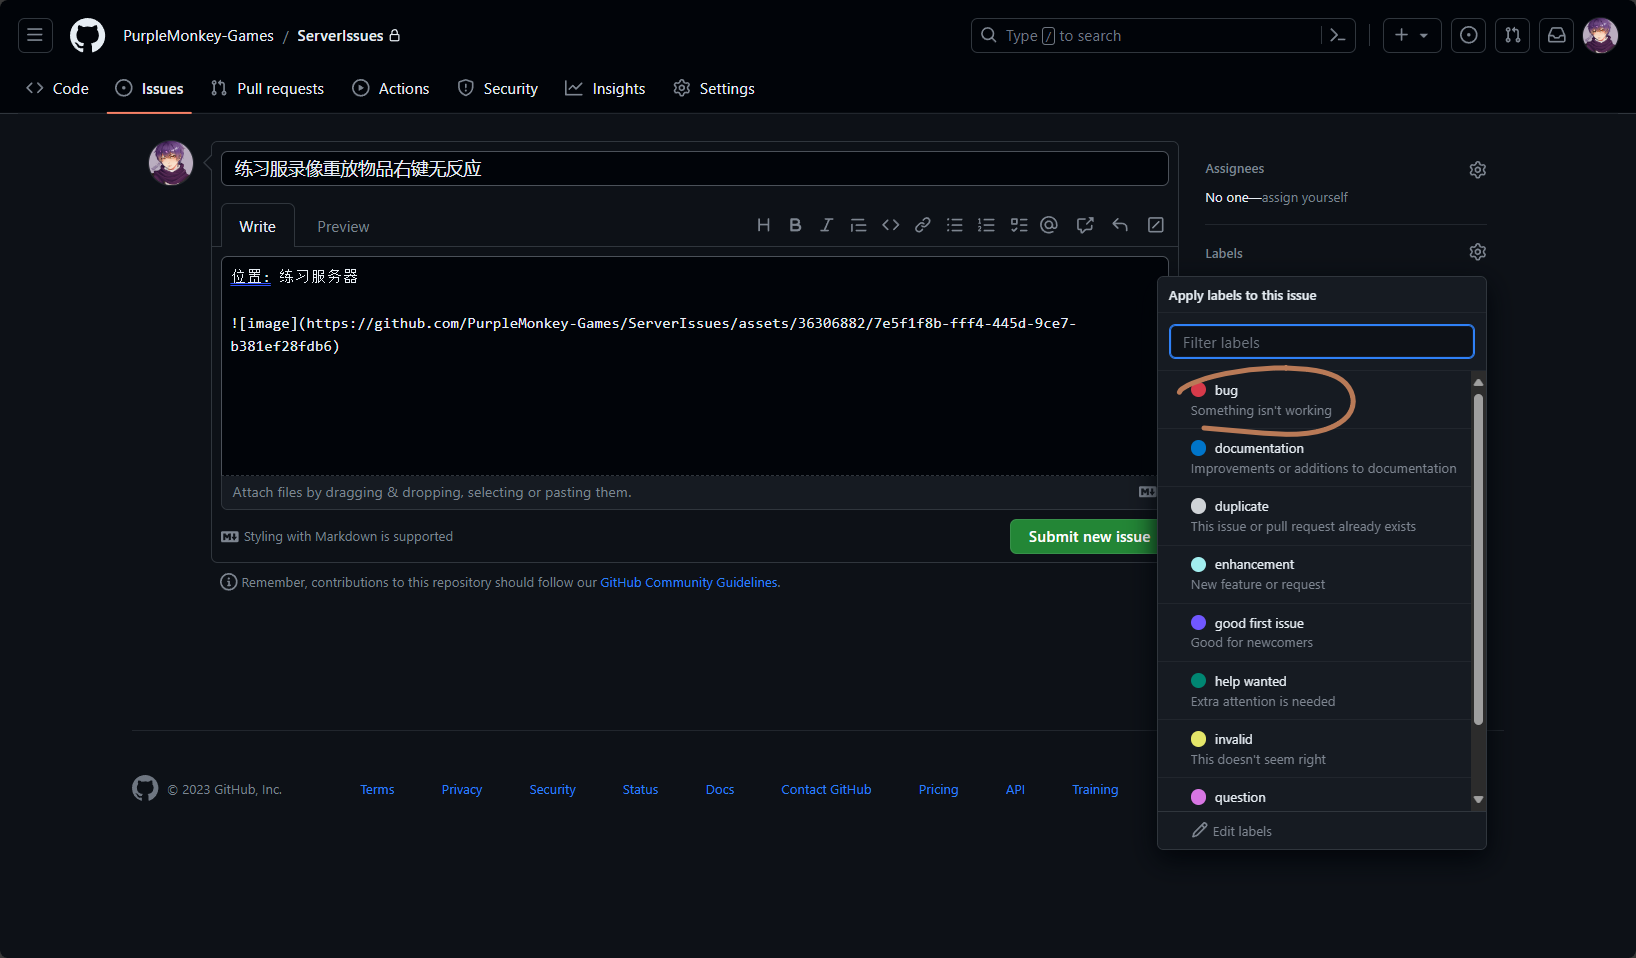 PurpleMonkey-Games / ServerIssues
Type / to search
Code
Issues
Pull requests
Actions
Security
Insights
Settings
练习服录像重放物品右键无反应
Write
Preview
位置：练习服务器
![image](https://github.com/PurpleMonkey-Games/ServerIssues/assets/36306882/7e5f1f8b-fff4-445d-9ce7-
b381ef28fdb6)
Attach files by dragging & dropping, selecting or pasting them.
Styling with Markdown is supported
Submit new issue
Remember, contributions to this repository should follow our GitHub Community Guidelines.
Assignees
No one—assign yourself
Labels
Apply labels to this issue
Filter labels
bug
Something isn't working
documentation
Improvements or additions to documentation
duplicate
This issue or pull request already exists
enhancement
New feature or request
good first issue
Good for newcomers
help wanted
Extra attention is needed
invalid
This doesn't seem right
question
Edit labels
© 2023 GitHub, Inc.
Terms
Privacy
Security
Status
Docs
Contact GitHub
Pricing
API
Training